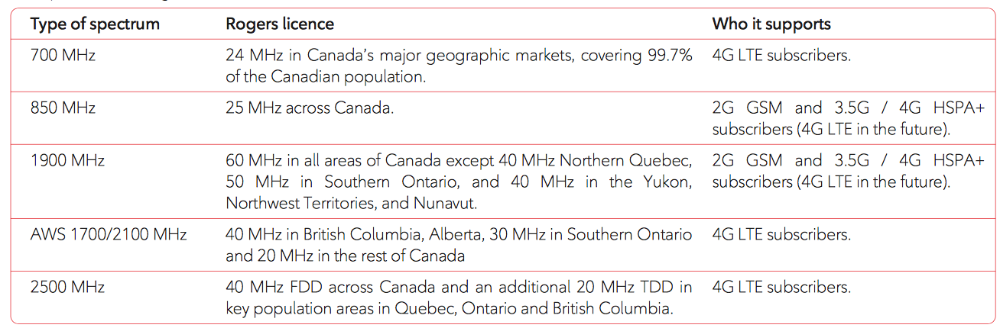 Type of spectrum Rogers licence Who it supports
700 MHz 24 MHz in Canada's major geographic markets, covering 99.7% 4G LTE subscribers.
of the Canadian population.
850 MHz 25 MHz across Canada. 2G GSM and 3.5G / 4G HSPA+
subscribers (4G LTE in the future).
1900 MHz 60 MHz in all areas of Canada except 40 MHz Northern Quebec, 2G GSM and 3.5G / 4G HSPA+
50 MHz in Southern Ontario, and 40 MHz in the Yukon, subscribers (4G LTE in the future).
Northwest Territories, and Nunavut.
AWS 1700/2100 MHz 40 MHz in British Columbia, Alberta, 30 MHz in Southern Ontario 4G LTE subscribers.
and 20 MHz in the rest of Canada
2500 MHz 40 MHz FDD across Canada and an additional 20 MHz TDD in 4G LTE subscribers.
key population areas in Quebec, Ontario and British Columbia.